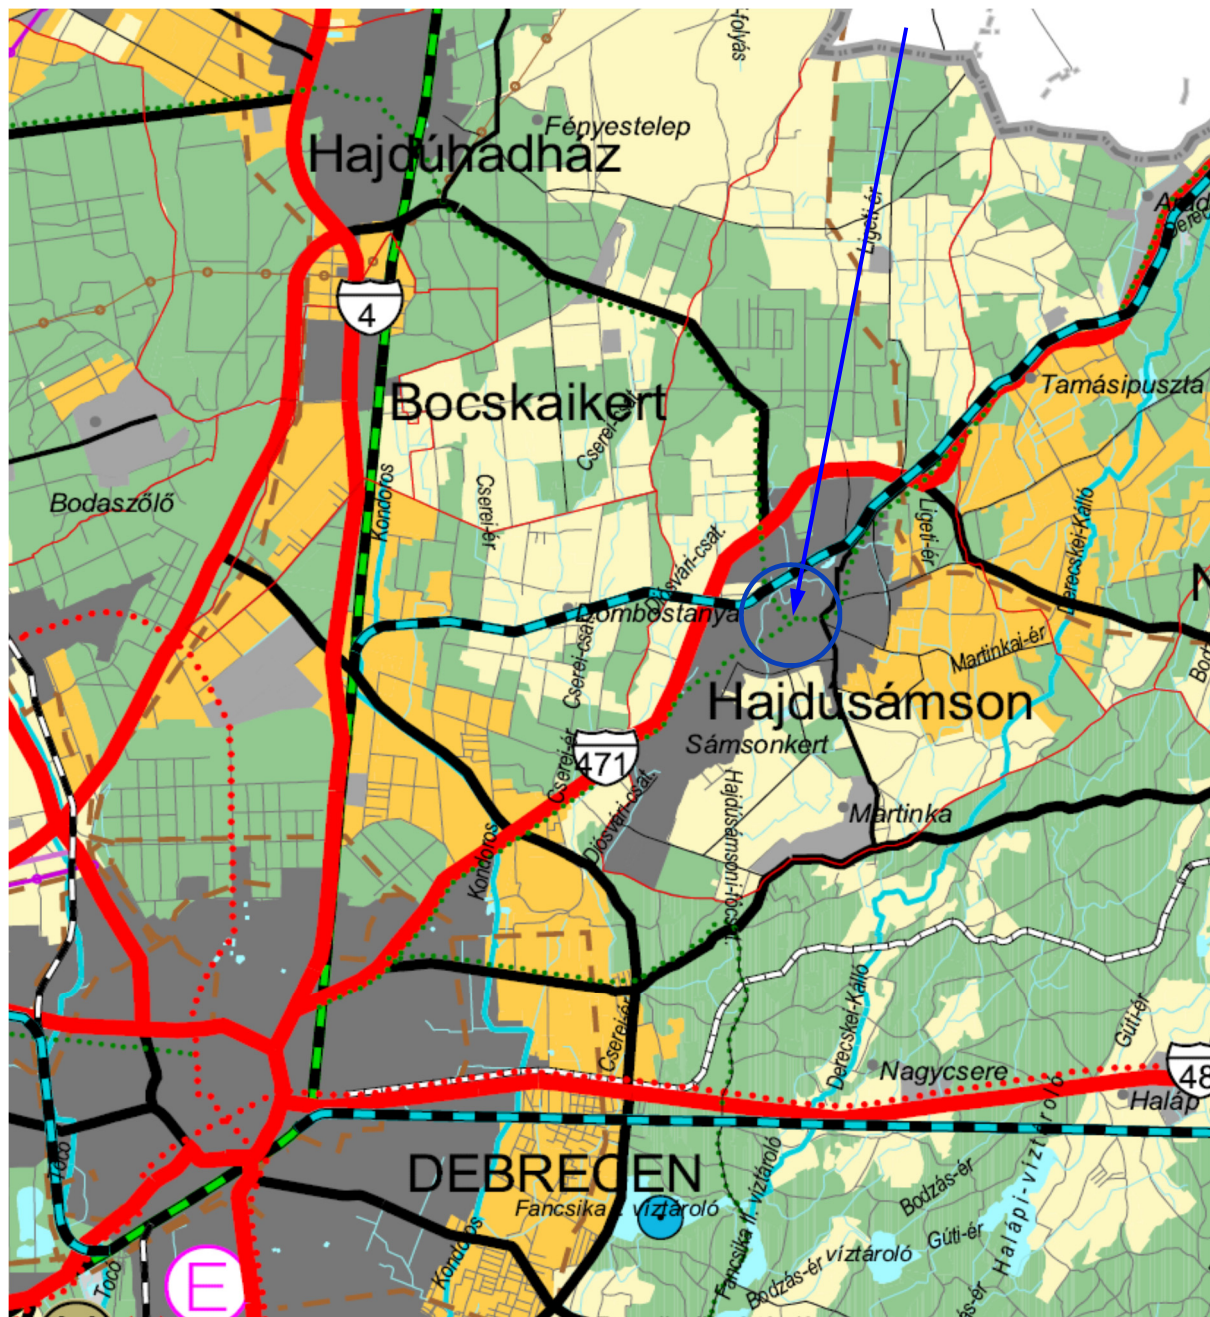 -folyás
Fényestelep
Hajdúhadház
Ligeti-ér
4
Tamásipuszta
Bocskaikert
Cserei-csat.
Bodaszőlő
Kondoros
Cserei-ér
Ligeti-ér
Derecskei-Kálló
Diósvári-csat.
Dombostanya
Cserei-csat.
Martinkai-ér
Hajdúsámson
Sámsonkert
471
Cserei-ér
Diósvári-csat.
Hajdúsámsoni-főcsat.
Martinka
Kondoros
Derecskei-Kálló
Gúti-ér
Cserei-ér
Nagycsere
48
Haláp
Tocó
DEBRECEN
Fancsika I. víztároló
Fancsika II. víztároló
Bodzás-ér
Gúti-ér
Halápi-víztároló
Kondoros
víztároló
Bodzás-ér
Tocó
E